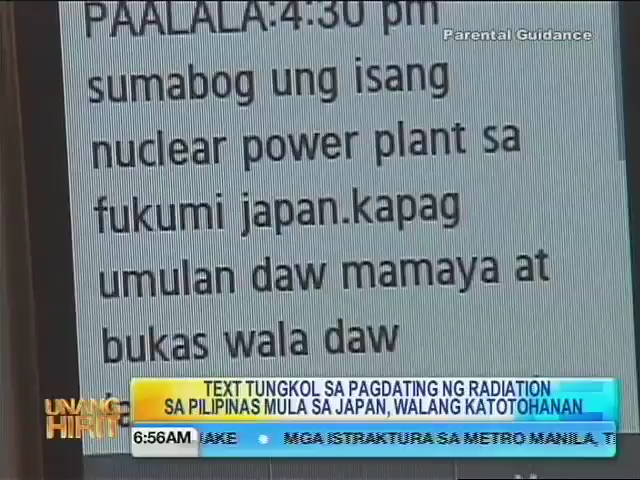 PAALALA:4:30 pm
Parental Guidance
sumabog ung isang
nuclear power plant sa
fukumi japan.kapag
umulan daw mamaya at
bukas wala daw
TEXT TUNGKOL SA PAGDATING NG RADIATION
SA PILIPINAS MULA SA JAPAN, WALANG KATOTOHANAN
UNANG
HIRIT
6:56AM
MGA ISTRAKTURA SA METRO MANILA,